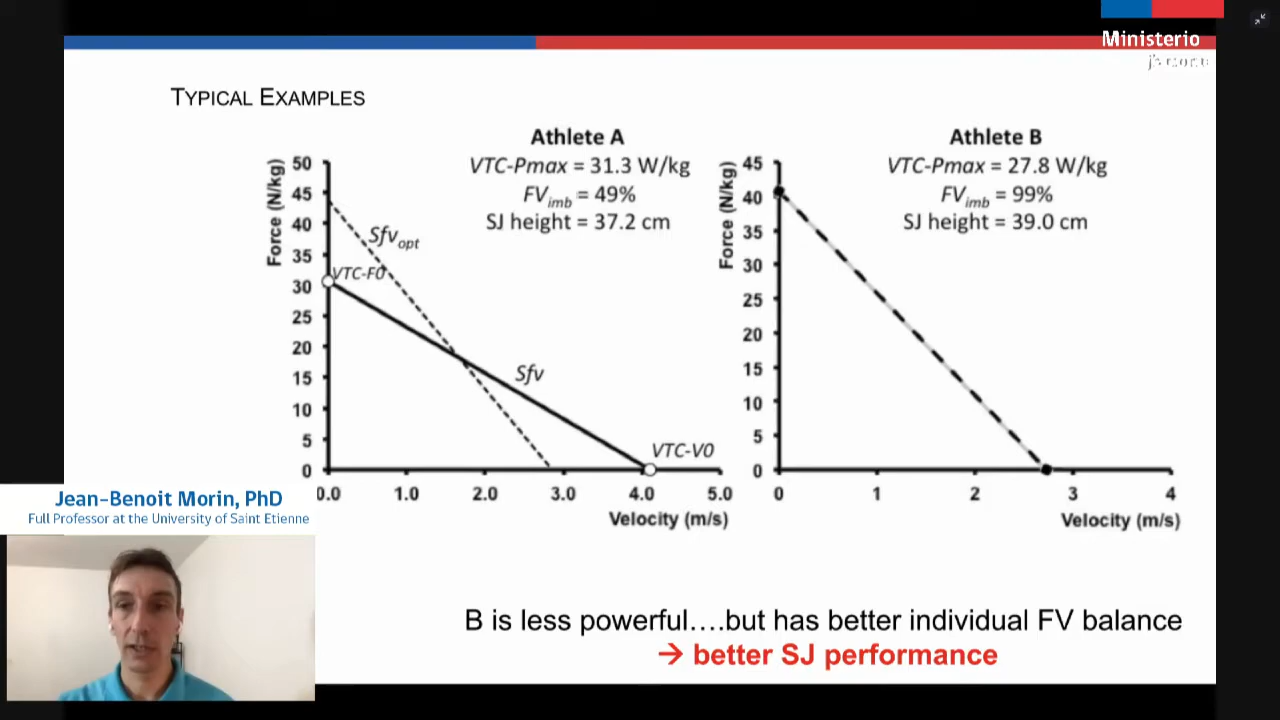 Ministerio
TYPICAL EXAMPLES
Athlete A
VTC-Pmax = 31.3 W/kg
FVimb = 49%
SJ height = 37.2 cm
Force (N/kg)
50
45
40
35
30
25
20
15
10
5
0
Sfvopt
VTC-F0
Sfv
VTC-V0
0.0 1.0 2.0 3.0 4.0 5.0
Velocity (m/s)
Athlete B
VTC-Pmax = 27.8 W/kg
FVimb = 99%
SJ height = 39.0 cm
Force (N/kg)
45
40
35
30
25
20
15
10
5
0
0 1 2 3 4
Velocity (m/s)
Jean-Benoit Morin, PhD
Full Professor at the University of Saint Etienne
B is less powerful....but has better individual FV balance
→ better SJ performance